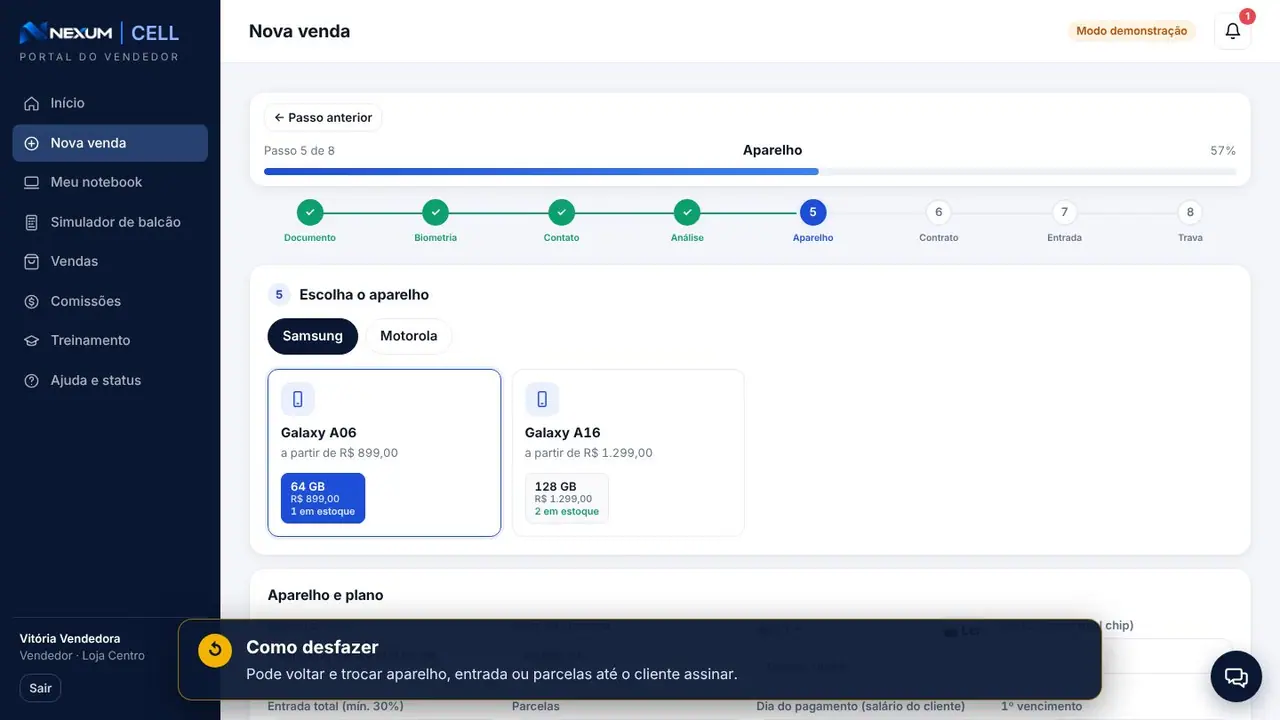 NEXUM | CELL
PORTAL DO VENDEDOR
Início
Nova venda
Meu notebook
Simulador de balcão
Vendas
Comissões
Treinamento
Ajuda e status
Vitória Vendedora
Vendedor · Loja Centro
Sair
Nova venda
Modo demonstração
1
← Passo anterior
Passo 5 de 8
Aparelho
57%
5
6
7
8
Documento
Biometria
Contato
Análise
Aparelho
Contrato
Entrada
Trava
5 Escolha o aparelho
Samsung
Motorola
Galaxy A06
a partir de R$ 899,00
64 GB
R$ 899,00
1 em estoque
Galaxy A16
a partir de R$ 1.299,00
128 GB
R$ 1.299,00
2 em estoque
Aparelho e plano
chip)
Como desfazer
Pode voltar e trocar aparelho, entrada ou parcelas até o cliente assinar.
Entrada total (mín. 30%)
Parcelas
Dia do pagamento (salário do cliente)
1º vencimento